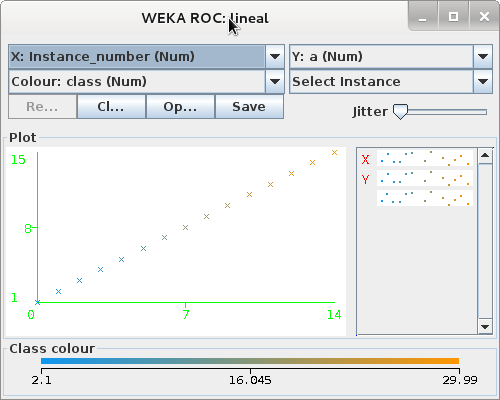 WEKA ROC: lineal
X: Instance_number (Num)
Y: a (Num)
Colour: class (Num)
Select Instance
Re...
Cl...
Op...
Save
Jitter
Plot
15
8
1
0
7
14
X
Y
Class colour
2.1
16.045
29.99